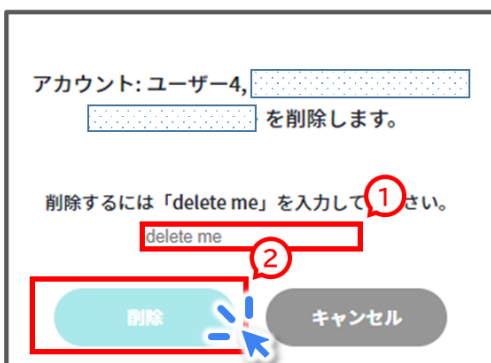 アカウント: ユーザー4,
を削除します。
削除するには「delete me」を入力して さい。
1
delete me
2
削除
キャンセル